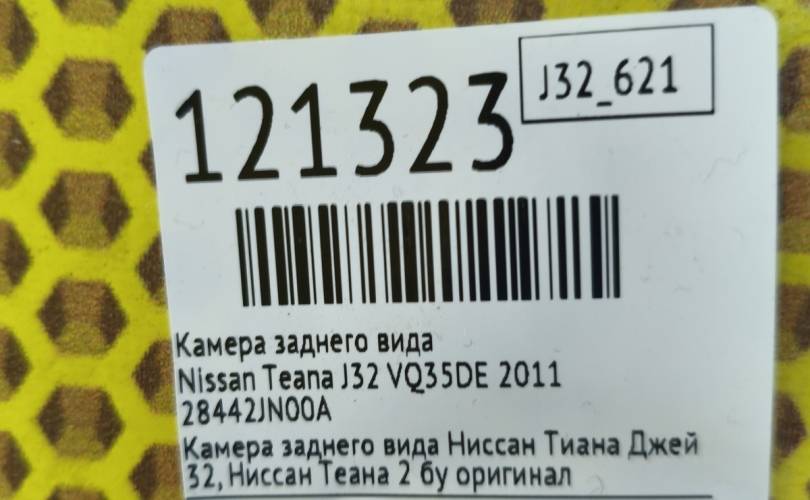 121323
J32_621
Камера заднего вида
Nissan Teana J32 VQ35DE 2011
28442JN00A
Камера заднего вида Ниссан Тиана Джей
32, Ниссан Теана 2 бу оригинал